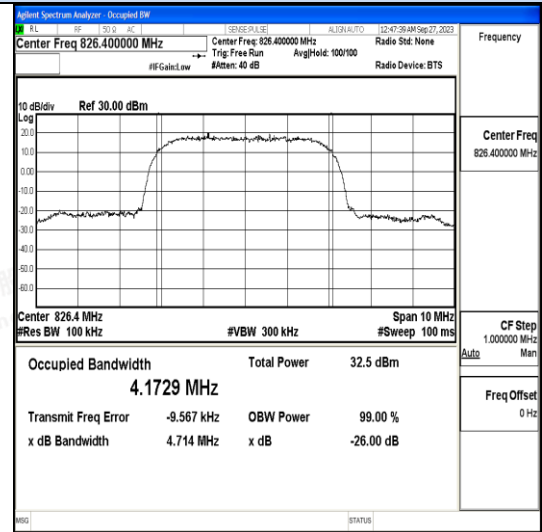 Agilent Spectrum Analyzer - Occupied BW
RL RF 50 Ω AC SENSE:PULSE ALIGN AUTO 12:47:39 AM Sep 27, 2023
Center Freq 826.400000 MHz
Center Freq: 826.400000 MHz
Radio Std: None
Trig: Free Run
Avg|Hold: 100/100
#IFGain:Low
#Atten: 40 dB
Radio Device: BTS
Frequency
10 dB/div
Ref 30.00 dBm
Log
20.0
10.0
0.00
-10.0
-20.0
-30.0
-40.0
-50.0
-60.0
Center Freq
826.400000 MHz
Center 826.4 MHz
Span 10 MHz
#Res BW 100 kHz
#VBW 300 kHz
#Sweep 100 ms
CF Step
1.000000 MHz
Auto Man
Occupied Bandwidth
4.1729 MHz
Total Power 32.5 dBm
Transmit Freq Error -9.567 kHz OBW Power 99.00 %
x dB Bandwidth 4.714 MHz x dB -26.00 dB
Freq Offset
0 Hz
MSG
STATUS